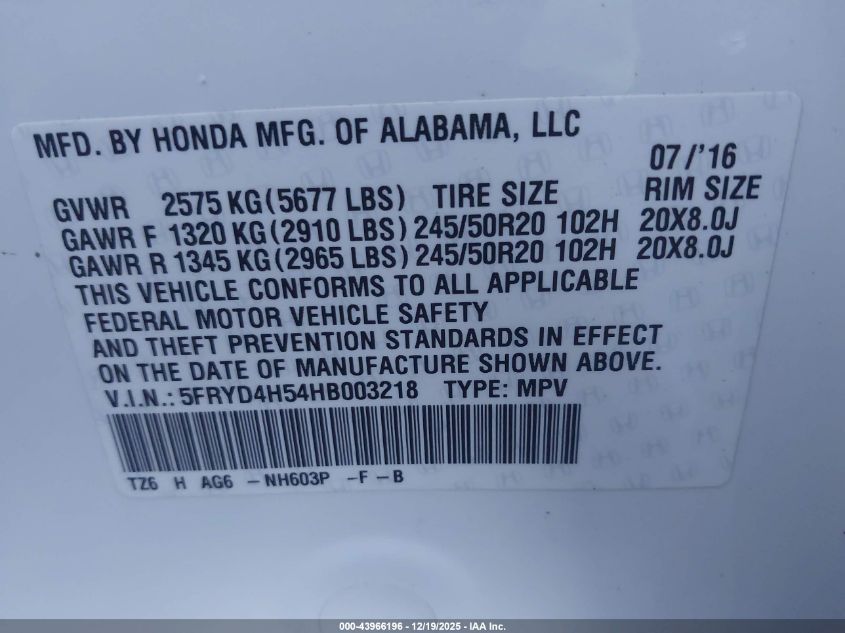 MFD. BY HONDA MFG. OF ALABAMA, LLC
07/'16
GVWR 2575 KG(5677 LBS) TIRE SIZE RIM SIZE
GAWR F 1320 KG(2910 LBS) 245/50R20 102H 20X8.0J
GAWR R 1345 KG(2965 LBS) 245/50R20 102H 20X8.0J
THIS VEHICLE CONFORMS TO ALL APPLICABLE
FEDERAL MOTOR VEHICLE SAFETY
AND THEFT PREVENTION STANDARDS IN EFFECT
ON THE DATE OF MANUFACTURE SHOWN ABOVE.
V.I.N.: 5FRYD4H54HB003218 TYPE: MPV
TZ6 H AG6 -NH603P -F-B
000-43966196 - 12/19/2025 - IAA Inc.